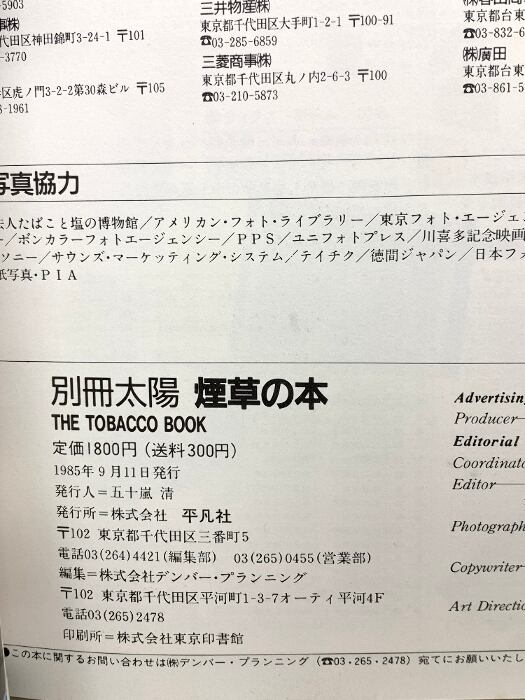 -5903
三井物産㈱
東京都千代田区大手町1-2-1 〒100-91
☎03-285-6859
三菱商事㈱
東京都千代田区丸ノ内2-6-3 〒100
☎03-210-5873
代田区神田錦町3-24-1 〒101
-3770
区虎ノ門3-2-2第30森ビル 〒105
-1961
東京都台東
☎03-832-6
㈱廣田
東京都台東
☎03-861-5
写真協力
法人たばこと塩の博物館／アメリカン・フォト・ライブラリー／東京フォト・エージェン
ー／ボンカラーフォトエージェンシー／PPS／ユニフォトプレス／川喜多記念映画
ソニー／サウンズ・マーケッティング・システム／テイチク／徳間ジャパン／日本フォ
紙写真・PIA
別冊太陽 煙草の本
THE TOBACCO BOOK
定価1800円（送料300円）
1985年9月11日発行
発行人＝五十嵐 清
発行所＝株式会社 平凡社
〒102 東京都千代田区三番町5
電話03(264)4421(編集部) 03(265)0455(営業部)
編集＝株式会社デンバー・プランニング
〒102 東京都千代田区平河町1-3-7オーティ平河4F
電話03(265)2478
印刷所＝株式会社東京印書館
Advertising
Producer—
Editorial
Coordinato
Editor—
Photograph
Copywriter
Art Directi
●この本に関するお問い合わせは㈱デンバー・プランニング（☎03・265・2478）宛てにお願いいたし